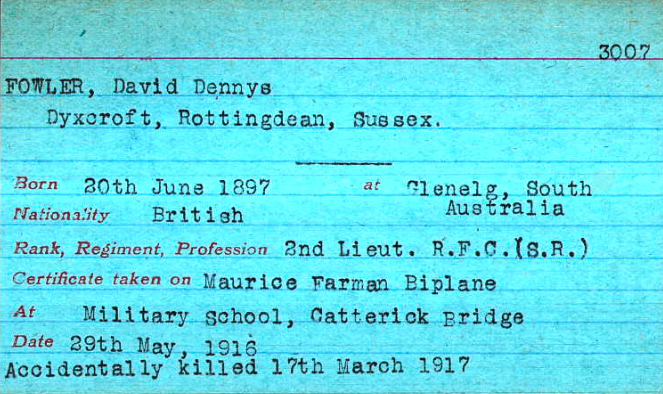 3007
FOWLER, David Dennys
Dyxcroft, Rottingdean, Sussex.
Born 20th June 1897 at Glenelg, South
Nationality British Australia
Rank, Regiment, Profession 2nd Lieut. R.F.C.(S.R.)
Certificate taken on Maurice Farman Biplane
At Military School, Catterick Bridge
Date 29th May, 1916
Accidentally killed 17th March 1917